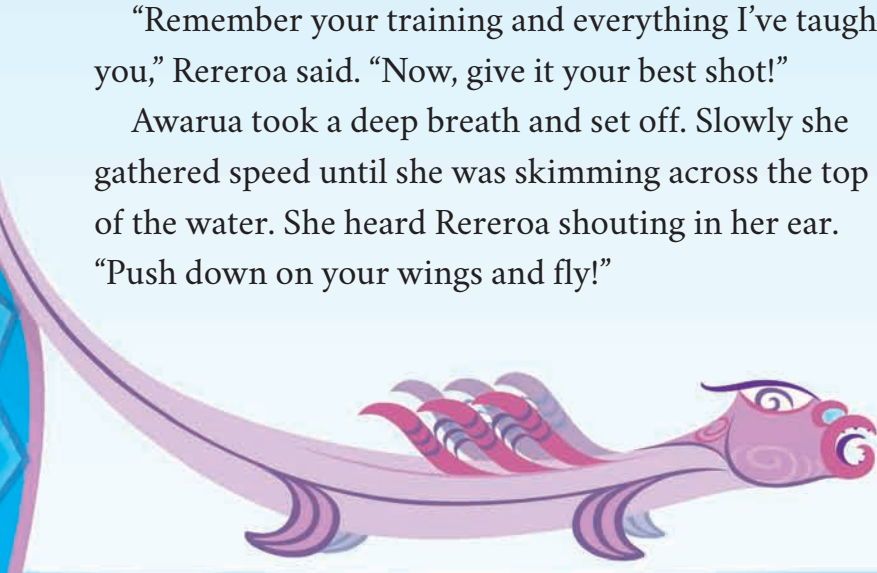 “Remember your training and everything I’ve taugh
you,” Rereroa said. “Now, give it your best shot!”
Awarua took a deep breath and set off. Slowly she
gathered speed until she was skimming across the top
of the water. She heard Rereroa shouting in her ear.
“Push down on your wings and fly!”